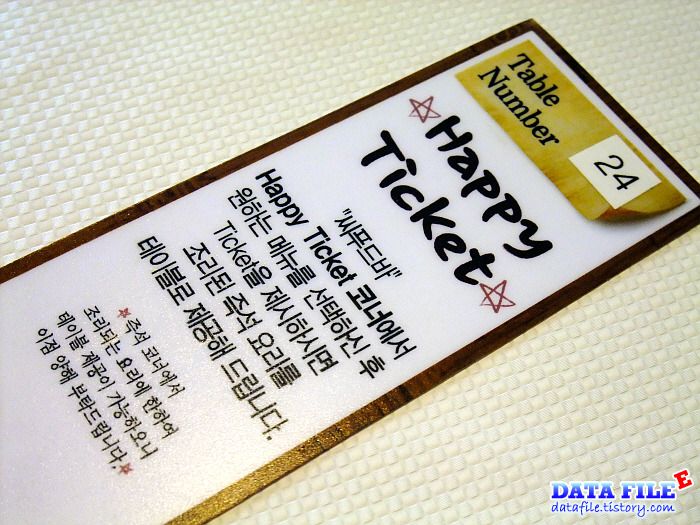 Table
Number
24
☆Happy
Ticket☆
"씨푸드바"
Happy Ticket 코너에서
원하는 메뉴를 선택하신 후
Ticket을 제시하시면
조리된 즉석 요리를
테이블로 제공해 드립니다.
★ 즉석 코너에서
조리되는 요리에 한하여
테이블 제공이 가능하오니
이점 양해 부탁드립니다.★
DATA FILE E
datafile.tistory.com